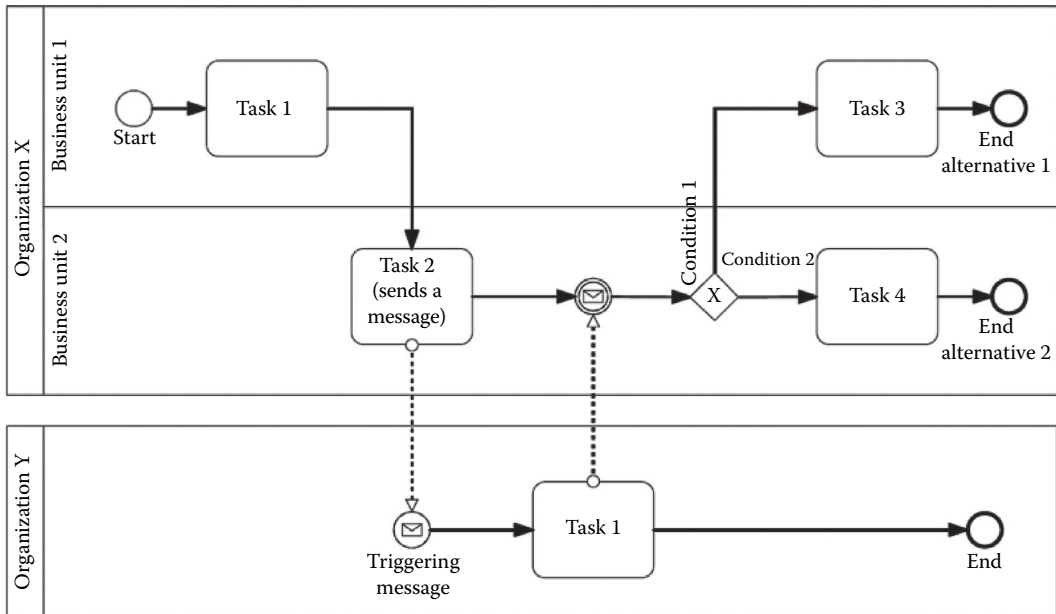 Organization X
Business unit 1
Start
Task 1
Task 3
End
alternative 1
Business unit 2
Task 2
(sends a
message)
Condition 1
X
Condition 2
Task 4
End
alternative 2
Organization Y
Triggering
message
Task 1
End